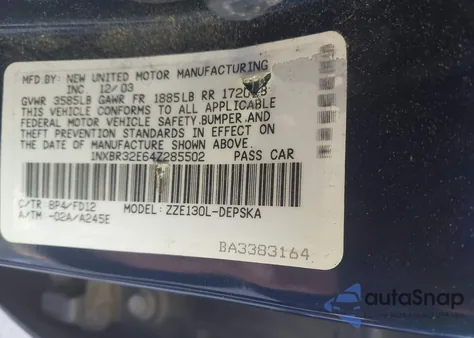 MFD. BY: NEW UNITED MOTOR MANUFACTURING
INC. 12/03
GVWR 3585LB GAWR FR 1885LB RR 1720LB
THIS VEHICLE CONFORMS TO ALL APPLICABLE
FEDERAL MOTOR VEHICLE SAFETY, BUMPER, AND
THEFT PREVENTION STANDARDS IN EFFECT ON
THE DATE OF MANUFACTURE SHOWN ABOVE.
1NXBR32E64Z285502 PASS CAR
C/TR 8P4/FD12 MODEL: ZZE130L-DEPSKA
A/TM -02A/A245E
BA3383164
autoSnap